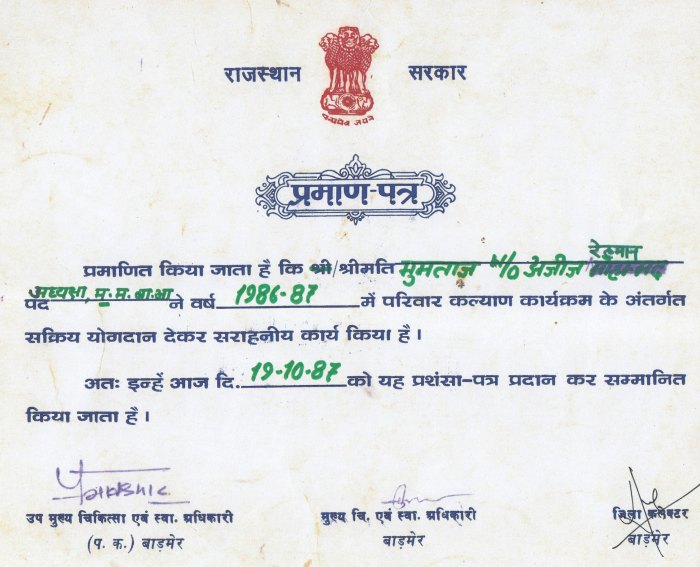 राजस्थान सरकार
सत्यमेव जयते
प्रमाण-पत्र
रेहमान
प्रमाणित किया जाता है कि श्री/श्रीमति मुमताज W/O अजीज
पद अध्यक्षा, म. म. बा. भा. ने वर्ष 1986-87 में परिवार कल्याण कार्यक्रम के अंतर्गत
सक्रिय योगदान देकर सराहनीय कार्य किया है।
अतः इन्हें आज दि. 19-10-87 को यह प्रशंसा-पत्र प्रदान कर सम्मानित
किया जाता है।
उप मुख्य चिकित्सा एवं स्वा. अधिकारी मुख्य चि. एवं स्वा. अधिकारी जिला कलेक्टर
(प. क.) बाड़मेर बाड़मेर बाड़मेर